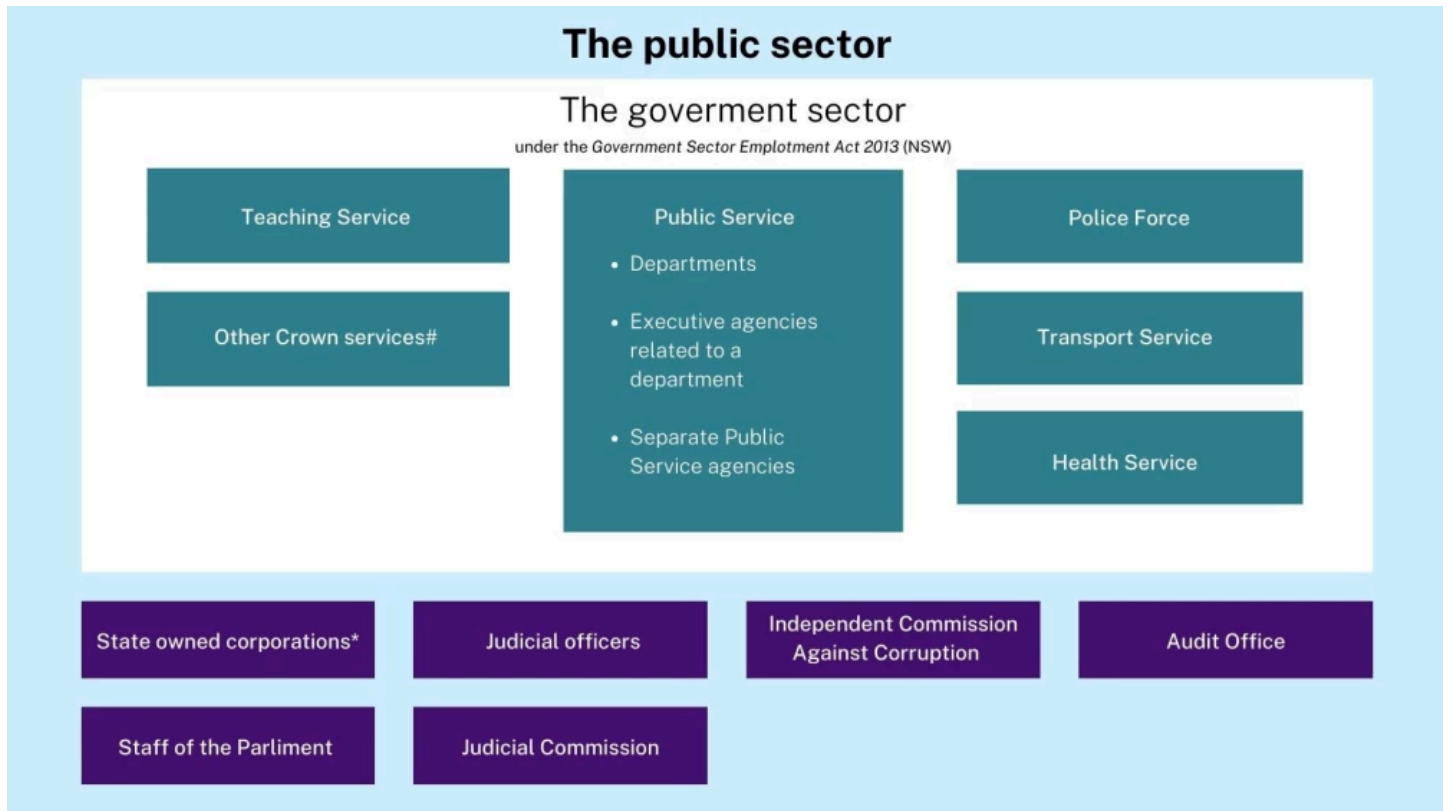 The public sector
The goverment sector
under the Government Sector Emplotment Act 2013 (NSW)
Teaching Service
Other Crown services#
Public Service
• Departments
• Executive agencies
related to a
department
• Separate Public
Service agencies
Police Force
Transport Service
Health Service
State owned corporations*
Judicial officers
Independent Commission
Against Corruption
Audit Office
Staff of the Parliment
Judicial Commission